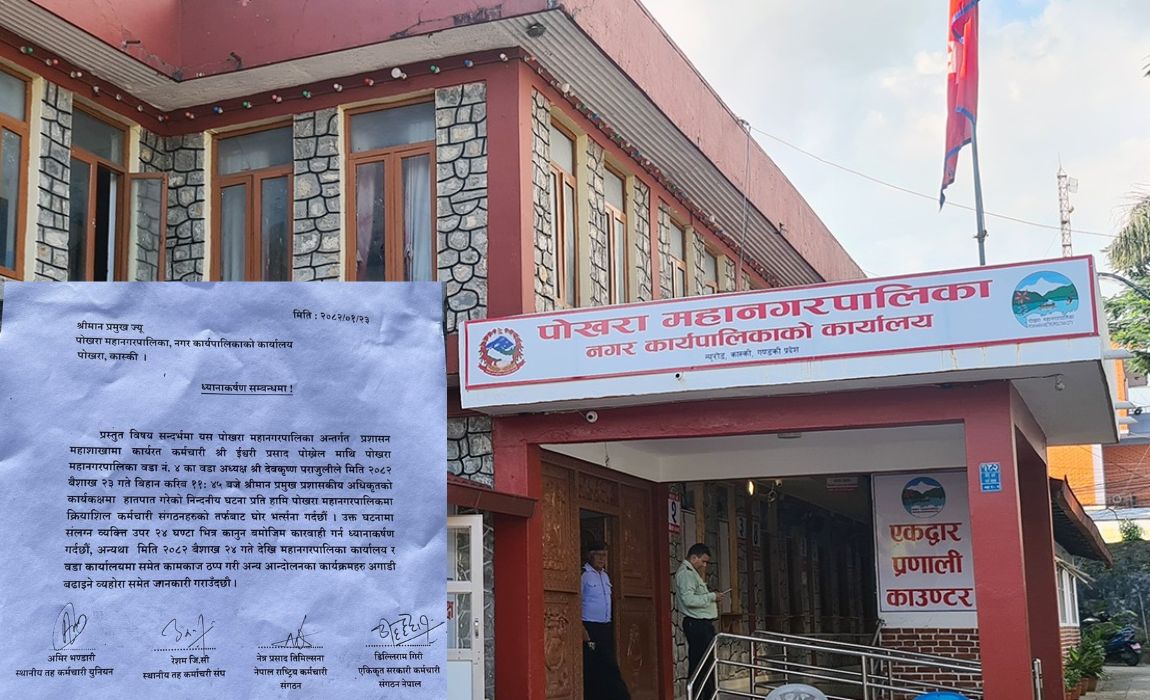 मिति : २०८२/०१/२३
श्रीमान प्रमुख ज्यू
पोखरा महानगरपालिका, नगर कार्यपालिकाको कार्यालय
पोखरा, कास्की ।
ध्यानाकर्षण सम्बन्धमा !
प्रस्तुत विषय सन्दर्भमा यस पोखरा महानगरपालिका अन्तर्गत प्रशासन
महाशाखामा कार्यरत कर्मचारी श्री ईश्वरी प्रसाद पोखेल माथि पोखरा
महानगरपालिका वडा नं. ४ का वडा अध्यक्ष श्री देवकृष्ण पराजुलीले मिति २०८२
बैशाख २३ गते विहान करिव ११: ४५ बजे श्रीमान प्रमुख प्रशासकीय अधिकृतको
कार्यकक्षमा हातपात गरेको निन्दनीय घटना प्रति हामि पोखरा महानगरपालिकमा
क्रियाशिल कर्मचारी संगठनहरुको तर्फबाट घोर भर्त्सना गर्दछौं । उक्त घटनामा
संलग्न व्यक्ति उपर २४ घण्टा भित्र कानुन बमोजिम कारवाही गर्न ध्यानाकर्षण
गर्दछौं, अन्यथा मिति २०८२ बैशाख २४ गते देखि महानगरपालिका कार्यालय र
वडा कार्यालयमा समेत कामकाज ठप्प गरी अन्य आन्दोलनका कार्यक्रमहरु अगाडी
बढाइने व्यहोरा समेत जानकारी गराउँदछौ ।
अमिर भण्डारी
स्थानीय तह कर्मचारी युनियन
रेशम जि.सी
स्थानीय तह कर्माचरी संघ
नेत्र प्रसाद तिमिल्सना
नेपाल राष्ट्रिय कर्मचारी
संगठन
डिल्लिराम गिरी
एकिकृत सरकारी कर्मचारी
संगठन नेपाल
पोखरा महानगरपालिका
नगर कार्यपालिकाको कार्यालय
न्यूरोड, कास्की, गण्डकी प्रदेश
एकद्वार
प्रणाली
काउण्टर